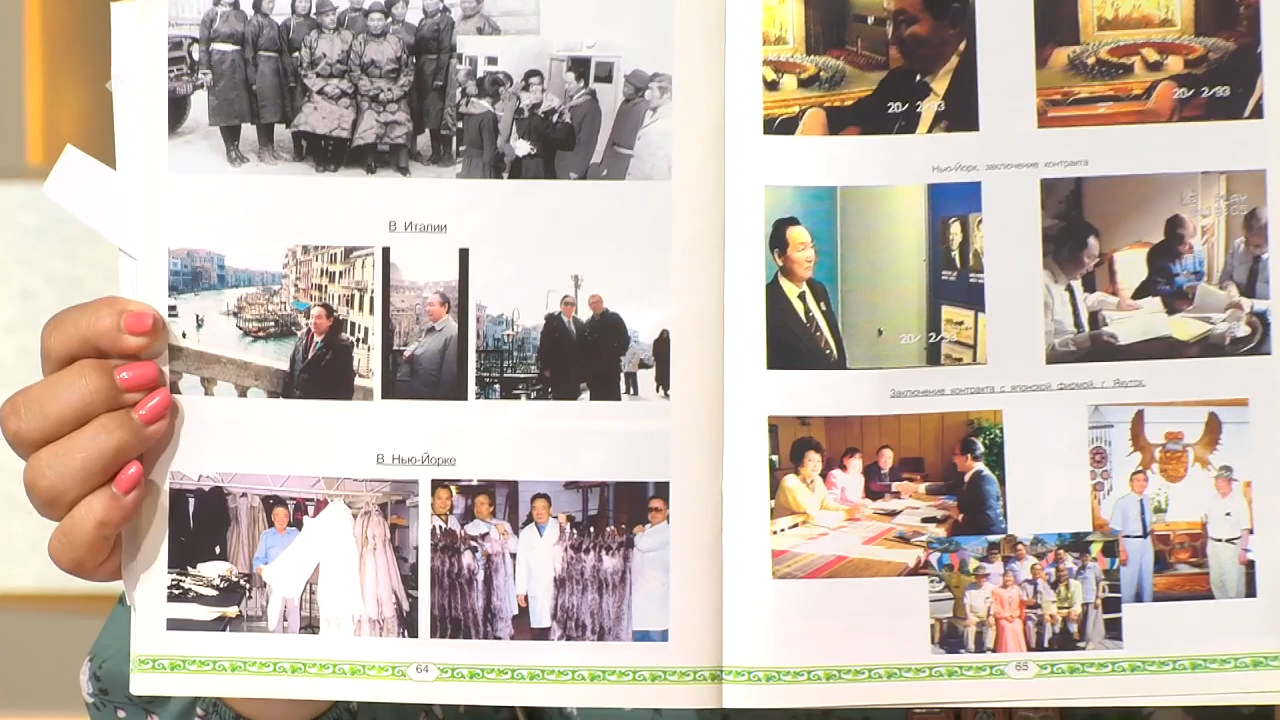 В Италии
В Нью-Йорке
64
20/ 2/93
20/ 2/93
Нью-Йорк, заключение контракта
20/ 2/93
Заключение контракта с японской фирмой, г. Якутск.
65